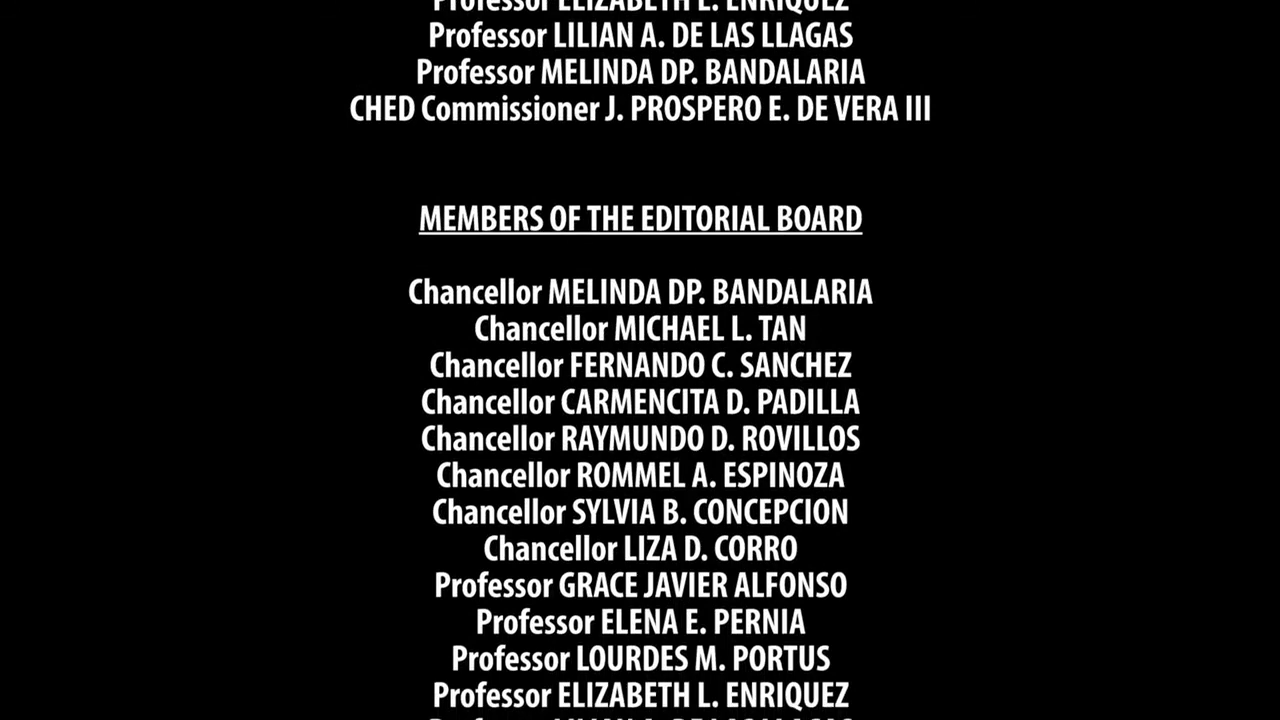 Professor ELIZABETH L. ENRIQUEZ
Professor LILIAN A. DE LAS LLAGAS
Professor MELINDA DP. BANDALARIA
CHED Commissioner J. PROSPERO E. DE VERA III
MEMBERS OF THE EDITORIAL BOARD
Chancellor MELINDA DP. BANDALARIA
Chancellor MICHAEL L. TAN
Chancellor FERNANDO C. SANCHEZ
Chancellor CARMENCITA D. PADILLA
Chancellor RAYMUNDO D. ROVILLOS
Chancellor ROMMEL A. ESPINOZA
Chancellor SYLVIA B. CONCEPCION
Chancellor LIZA D. CORRO
Professor GRACE JAVIER ALFONSO
Professor ELENA E. PERNIA
Professor LOURDES M. PORTUS
Professor ELIZABETH L. ENRIQUEZ